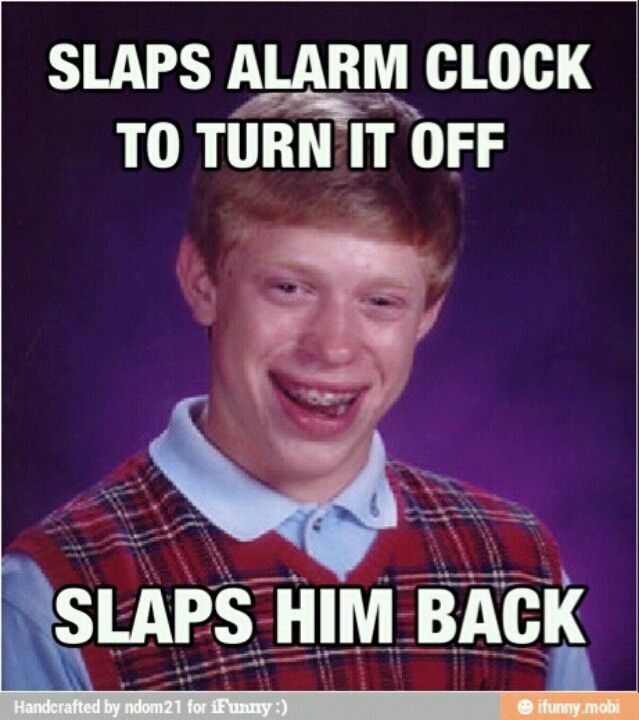 SLAPS ALARM CLOCK
TO TURN IT OFF
SLAPS HIM BACK
Handcrafted by ndom21 for iFunny :)
ifunny.mobi